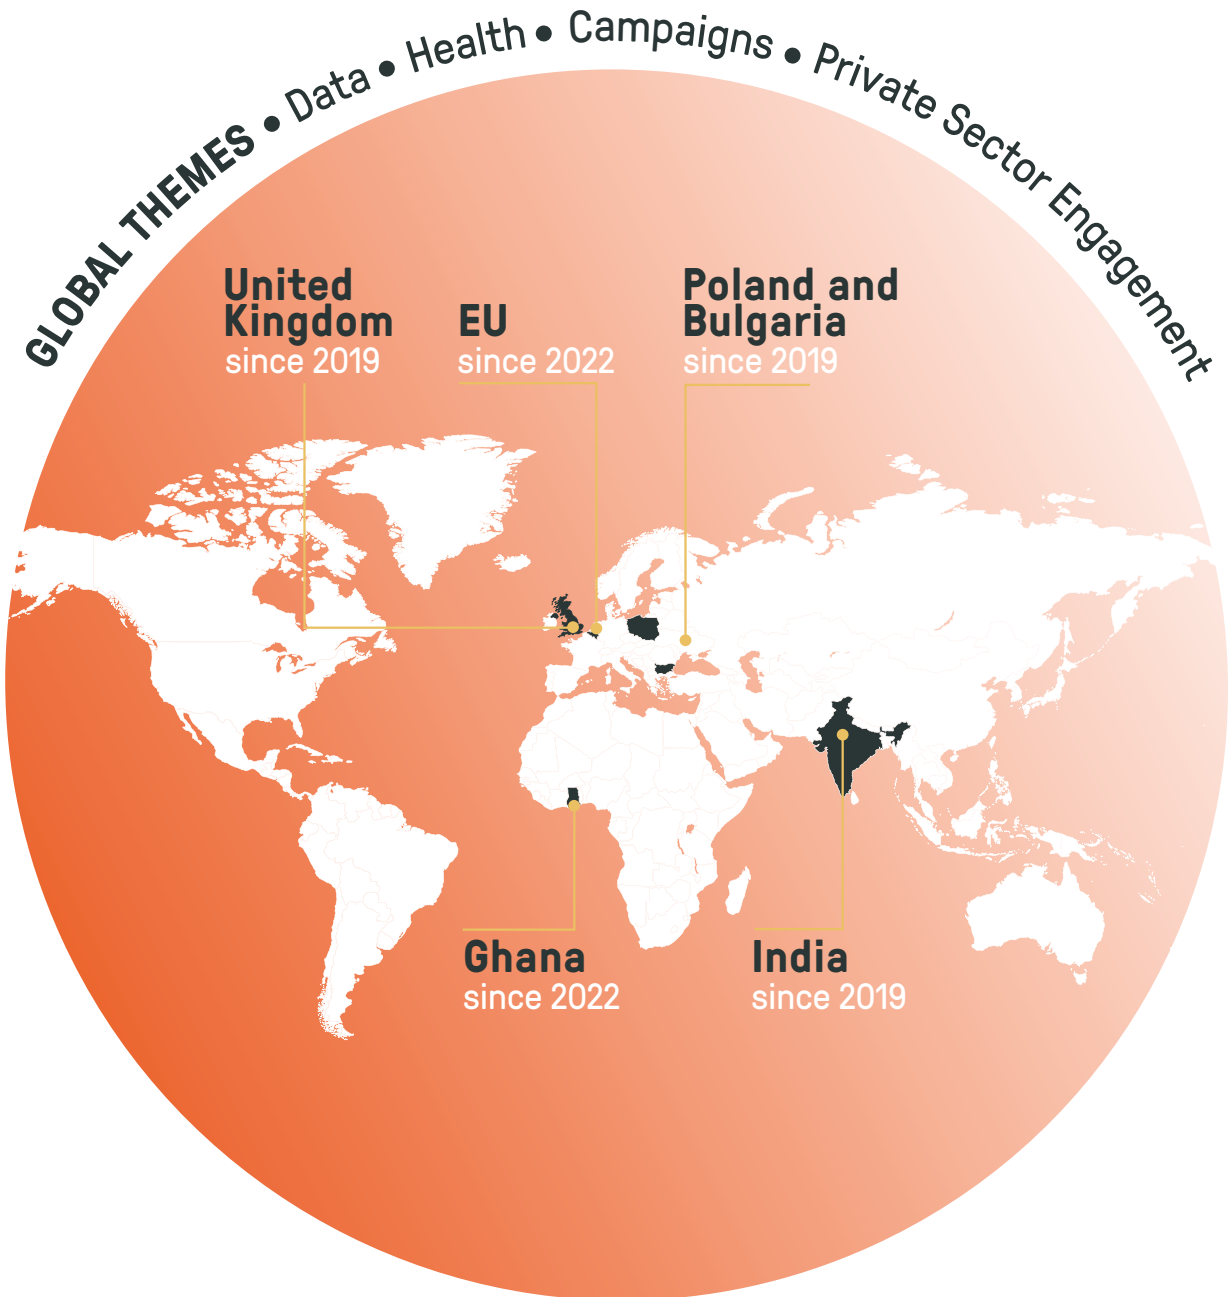 GLOBAL THEMES • Data • Health • Campaigns • Private Sector Engagement
United
Kingdom
since 2019
EU
since 2022
Poland and
Bulgaria
since 2019
Ghana
since 2022
India
since 2019